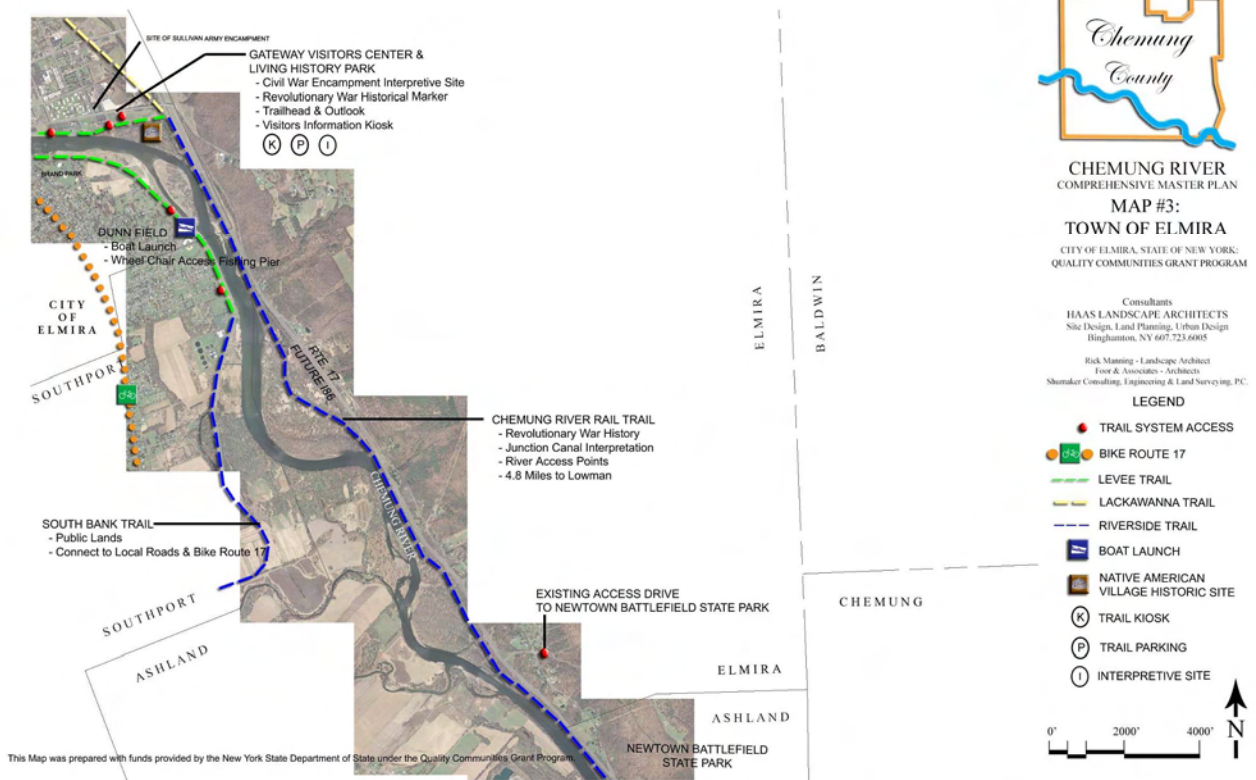 SITE OF SULLIVAN ARMY ENCAMPMENT
GATEWAY VISITORS CENTER &
LIVING HISTORY PARK
- Civil War Encampment Interpretive Site
- Revolutionary War Historical Marker
- Trailhead & Outlook
- Visitors Information Kiosk
K P I
BRAND PARK
DUNN FIELD
- Boat Launch
- Wheel Chair Access Fishing Pier
CITY
OF
ELMIRA
SOUTHPORT
RTE. 17
FUTURE I86
CHEMUNG RIVER RAIL TRAIL
- Revolutionary War History
- Junction Canal Interpretation
- River Access Points
- 4.8 Miles to Lowman
CHEMUNG RIVER
SOUTH BANK TRAIL
- Public Lands
- Connect to Local Roads & Bike Route 17
SOUTHPORT
ASHLAND
EXISTING ACCESS DRIVE
TO NEWTOWN BATTLEFIELD STATE PARK
ELMIRA
BALDWIN
CHEMUNG
ELMIRA
ASHLAND
NEWTOWN BATTLEFIELD
STATE PARK
This Map was prepared with funds provided by the New York State Department of State under the Quality Communities Grant Program.
Chemung
County
CHEMUNG RIVER
COMPREHENSIVE MASTER PLAN
MAP #3:
TOWN OF ELMIRA
CITY OF ELMIRA, STATE OF NEW YORK:
QUALITY COMMUNITIES GRANT PROGRAM
Consultants
HAAS LANDSCAPE ARCHITECTS
Site Design, Land Planning, Urban Design
Binghamton, NY 607.723.6005
Rick Manning - Landscape Architect
Foor & Associates - Architects
Shumaker Consulting, Engineering & Land Surveying, P.C.
LEGEND
TRAIL SYSTEM ACCESS
BIKE ROUTE 17
LEVEE TRAIL
LACKAWANNA TRAIL
RIVERSIDE TRAIL
BOAT LAUNCH
NATIVE AMERICAN
VILLAGE HISTORIC SITE
K TRAIL KIOSK
P TRAIL PARKING
I INTERPRETIVE SITE
0' 2000' 4000'
N